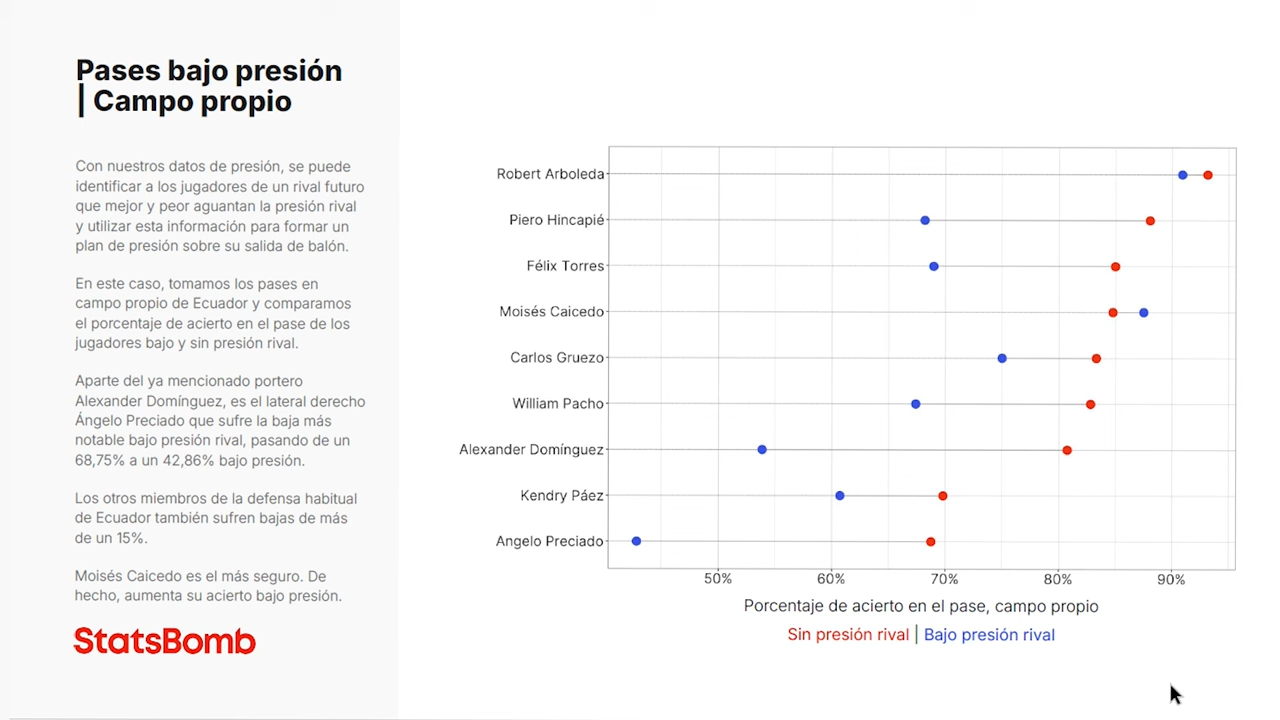 Pases bajo presión
| Campo propio
Con nuestros datos de presión, se puede
identificar a los jugadores de un rival futuro
que mejor y peor aguantan la presión rival
y utilizar esta información para formar un
plan de presión sobre su salida de balón.
En este caso, tomamos los pases en
campo propio de Ecuador y comparamos
el porcentaje de acierto en el pase de los
jugadores bajo y sin presión rival.
Aparte del ya mencionado portero
Alexander Domínguez, es el lateral derecho
Ángelo Preciado que sufre la baja más
notable bajo presión rival, pasando de un
68,75% a un 42,86% bajo presión.
Los otros miembros de la defensa habitual
de Ecuador también sufren bajas de más
de un 15%.
Moisés Caicedo es el más seguro. De
hecho, aumenta su acierto bajo presión.
StatsBomb
Robert Arboleda
Piero Hincapié
Félix Torres
Moisés Caicedo
Carlos Gruezo
William Pacho
Alexander Domínguez
Kendry Páez
Angelo Preciado
50% 60% 70% 80% 90%
Porcentaje de acierto en el pase, campo propio
Sin presión rival | Bajo presión rival